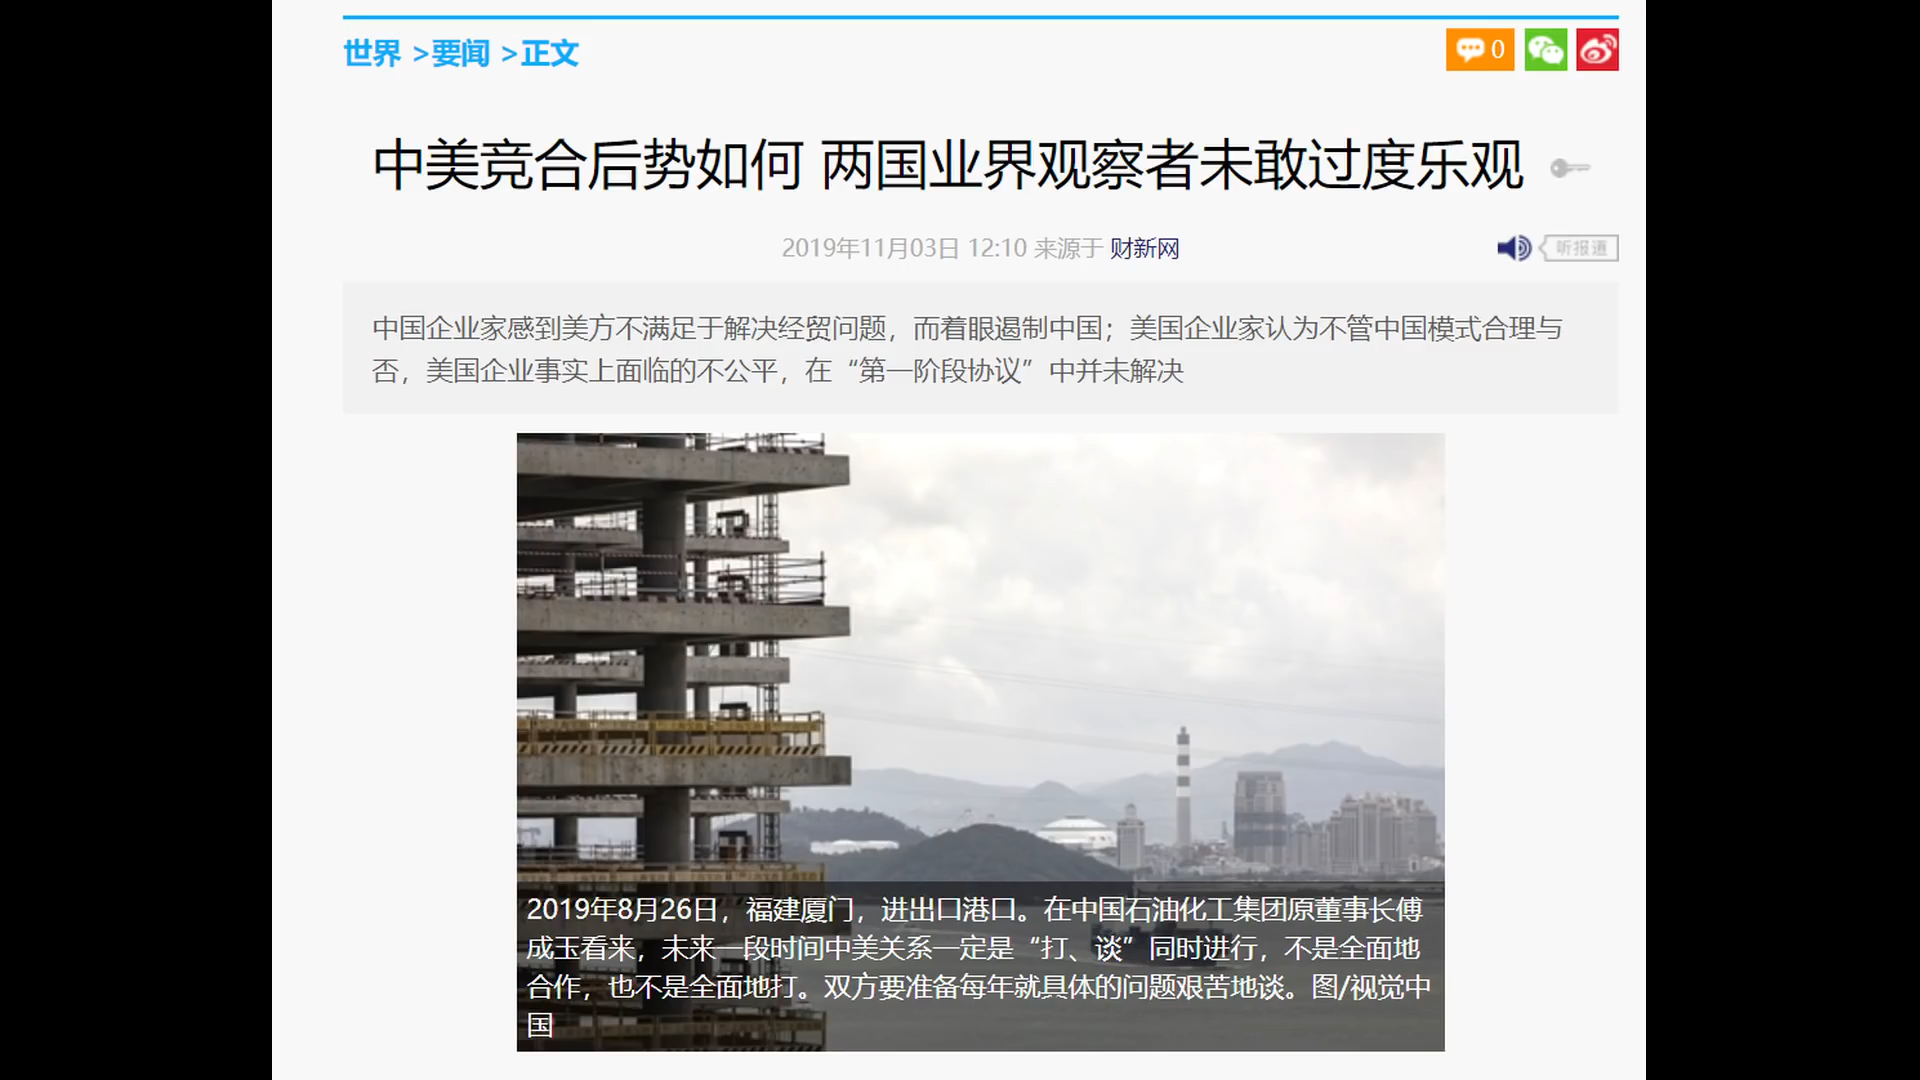 世界 >要闻 >正文
0
中美竞合后势如何 两国业界观察者未敢过度乐观
2019年11月03日 12:10 来源于 财新网
听报道
中国企业家感到美方不满足于解决经贸问题，而着眼遏制中国；美国企业家认为不管中国模式合理与
否，美国企业事实上面临的不公平，在“第一阶段协议”中并未解决
2019年8月26日，福建厦门，进出口港口。在中国石油化工集团原董事长傅
成玉看来，未来一段时间中美关系一定是“打、谈”同时进行，不是全面地
合作，也不是全面地打。双方要准备每年就具体的问题艰苦地谈。图/视觉中
国